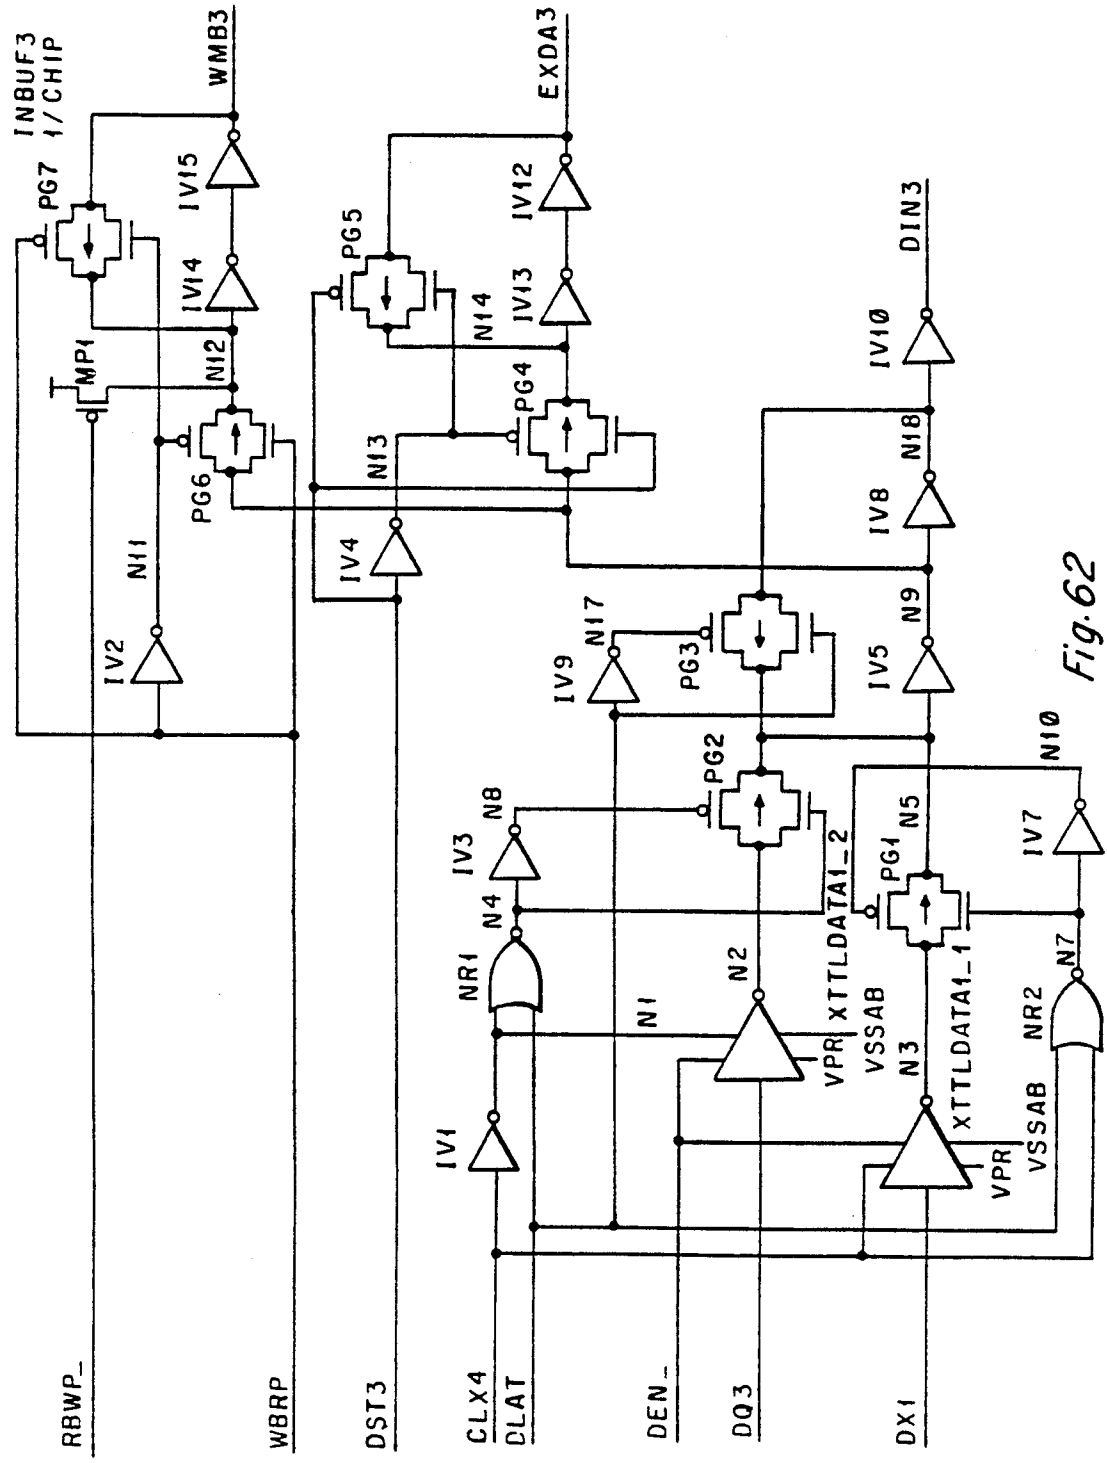 INBUF3
1/CHIP
RBWP_
WBRP
DST3
CLX4
DLAT
DEN_
DQ3
DX1
WMB3
EXDA3
DIN3
PG7
MP1
IV15
IV14
N12
PG6
N11
IV2
PG5
N14
IV12
IV13
PG4
N13
IV4
IV10
N18
IV8
N9
IV5
PG3
N17
IV9
PG2
N8
IV3
N4
NR1
N1
IV1
N2
XTTLDATA1_2
VPR
VSSAB
N5
PG1
N3
XTTLDATA1_1
VPR
VSSAB
N10
IV7
N7
NR2
Fig. 62